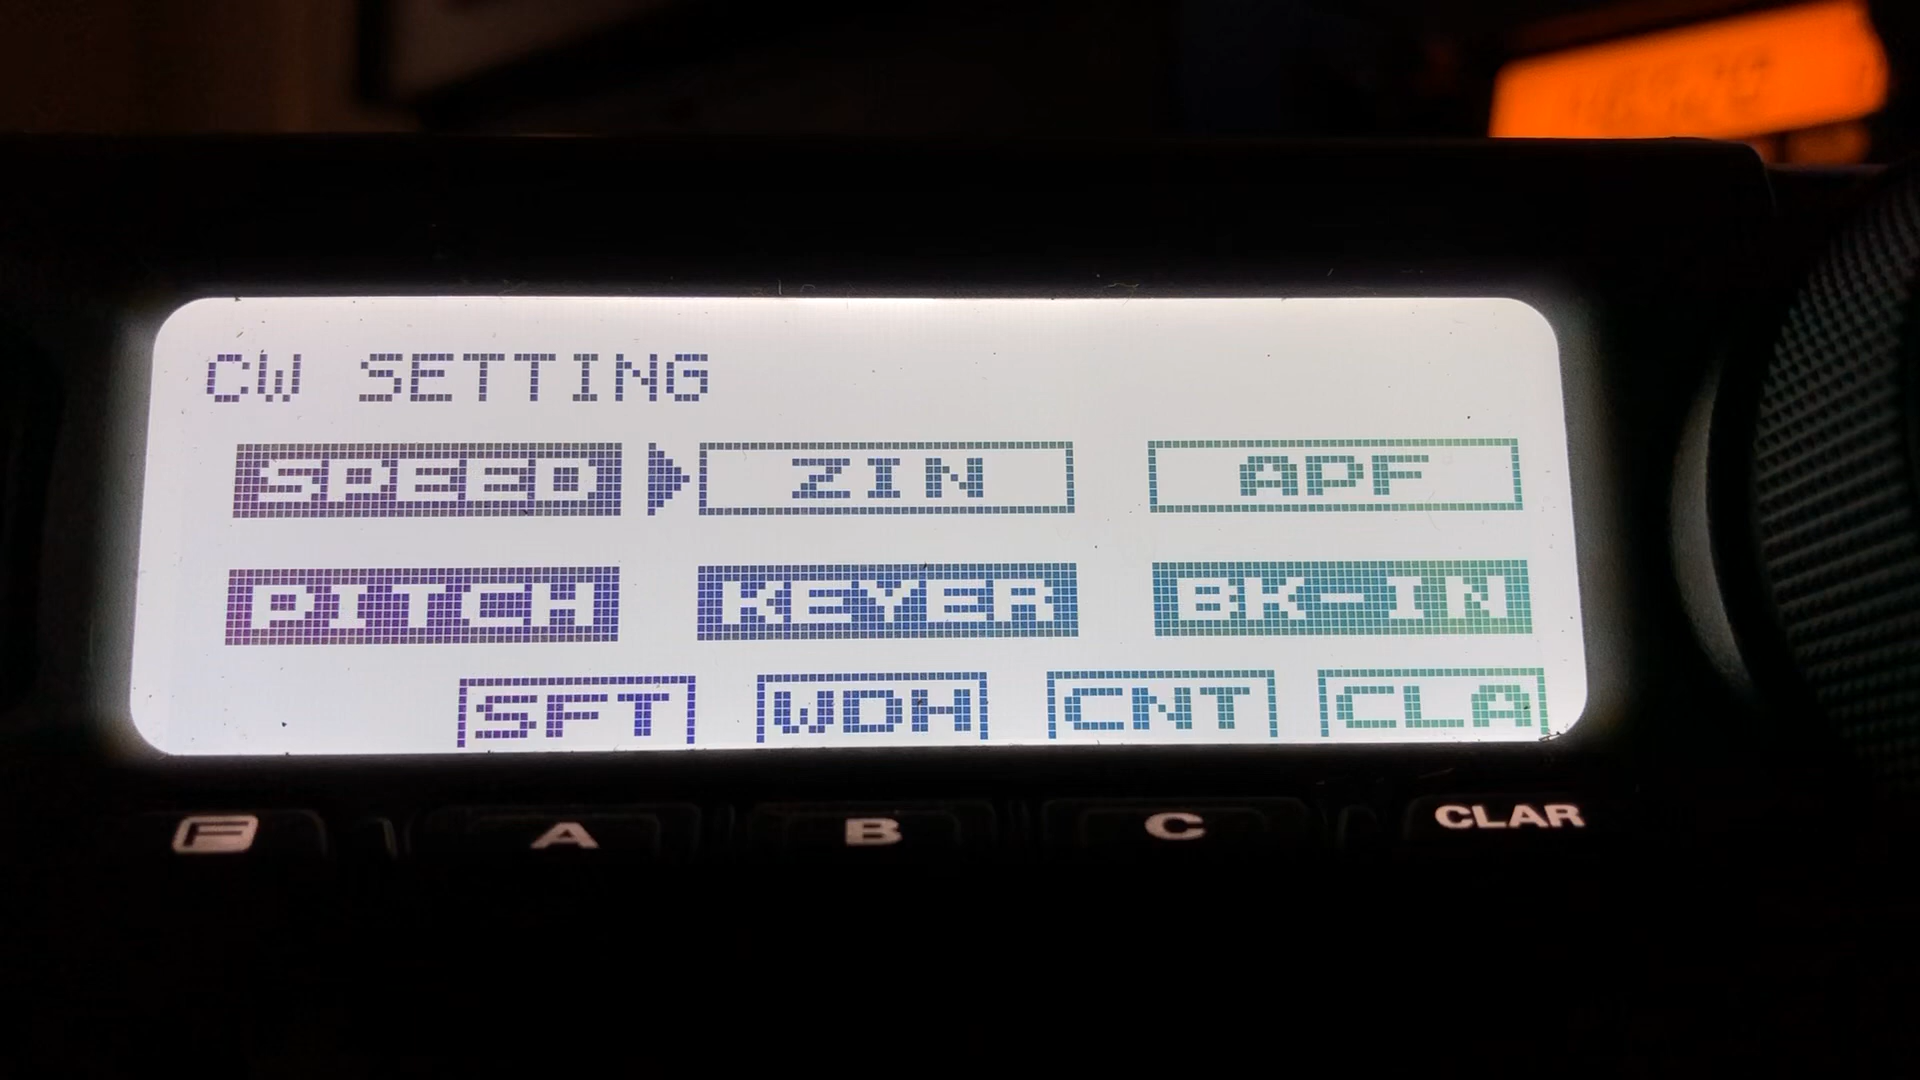 CW SETTING
SPEED ZIN APF
PITCH KEYER BK-IN
SFT WDH CNT CLA
F A B C CLAR